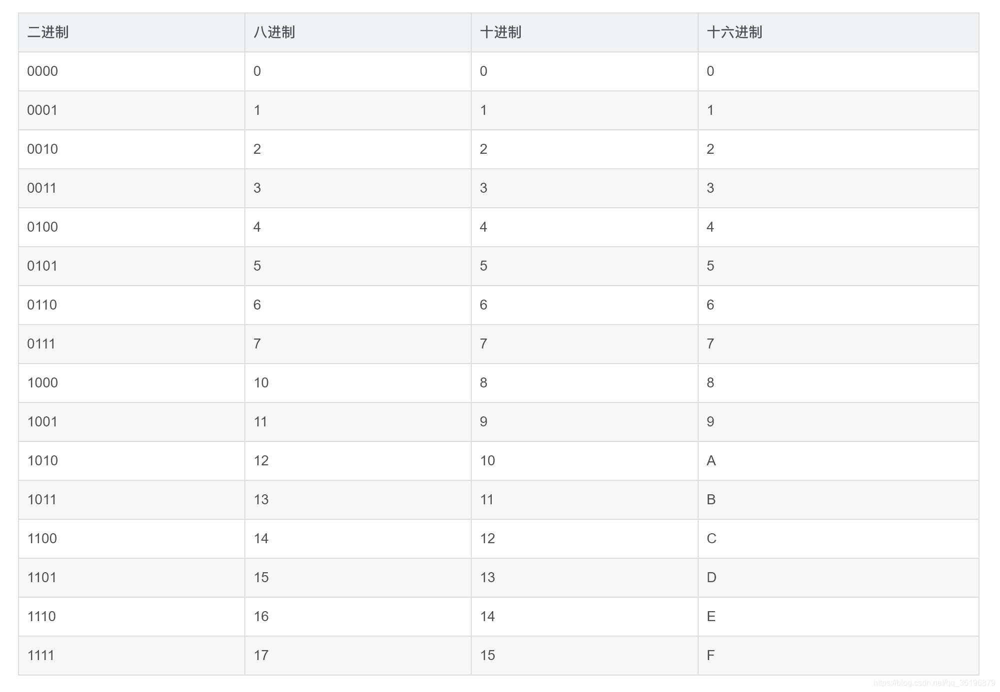 二进制 八进制 十进制 十六进制
0000 0 0 0
0001 1 1 1
0010 2 2 2
0011 3 3 3
0100 4 4 4
0101 5 5 5
0110 6 6 6
0111 7 7 7
1000 10 8 8
1001 11 9 9
1010 12 10 A
1011 13 11 B
1100 14 12 C
1101 15 13 D
1110 16 14 E
1111 17 15 F
https://blog.csdn.net/qq_36196879